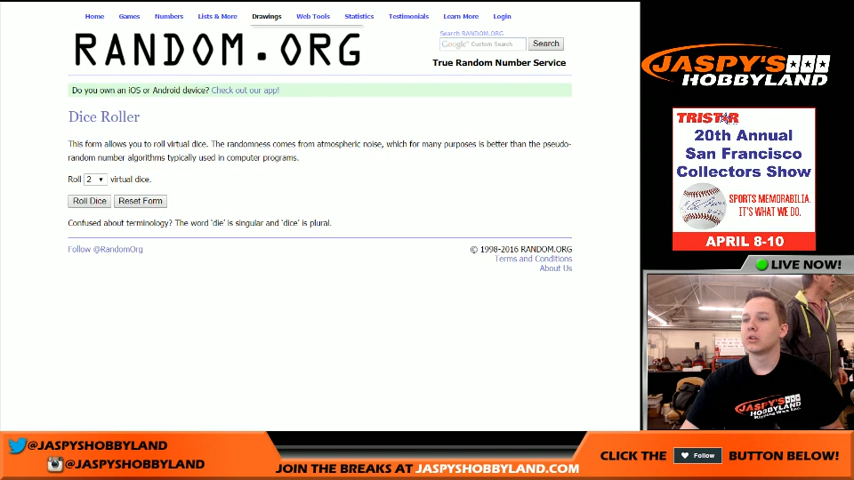 Home Games Numbers Lists & More Drawings Web Tools Statistics Testimonials Learn More Login
RANDOM.ORG
Search RANDOM.ORG
Google Custom Search Search
True Random Number Service
Do you own an iOS or Android device? Check out our app!
Dice Roller
This form allows you to roll virtual dice. The randomness comes from atmospheric noise, which for many purposes is better than the pseudo-
random number algorithms typically used in computer programs.
Roll 2 virtual dice.
Roll Dice Reset Form
Confused about terminology? The word 'die' is singular and 'dice' is plural.
Follow @RandomOrg
© 1998-2016 RANDOM.ORG
Terms and Conditions
About Us
JASPY'S
HOBBYLAND
TRISTAR
20th Annual
San Francisco
Collectors Show
SPORTS MEMORABILIA.
IT'S WHAT WE DO.
APRIL 8-10
LIVE NOW!
JASPY'S
HOBBYLAND
@JASPYSHOBBYLAND
@JASPYSHOBBYLAND
JOIN THE BREAKS AT JASPYSHOBBYLAND.COM
CLICK THE Follow BUTTON BELOW!